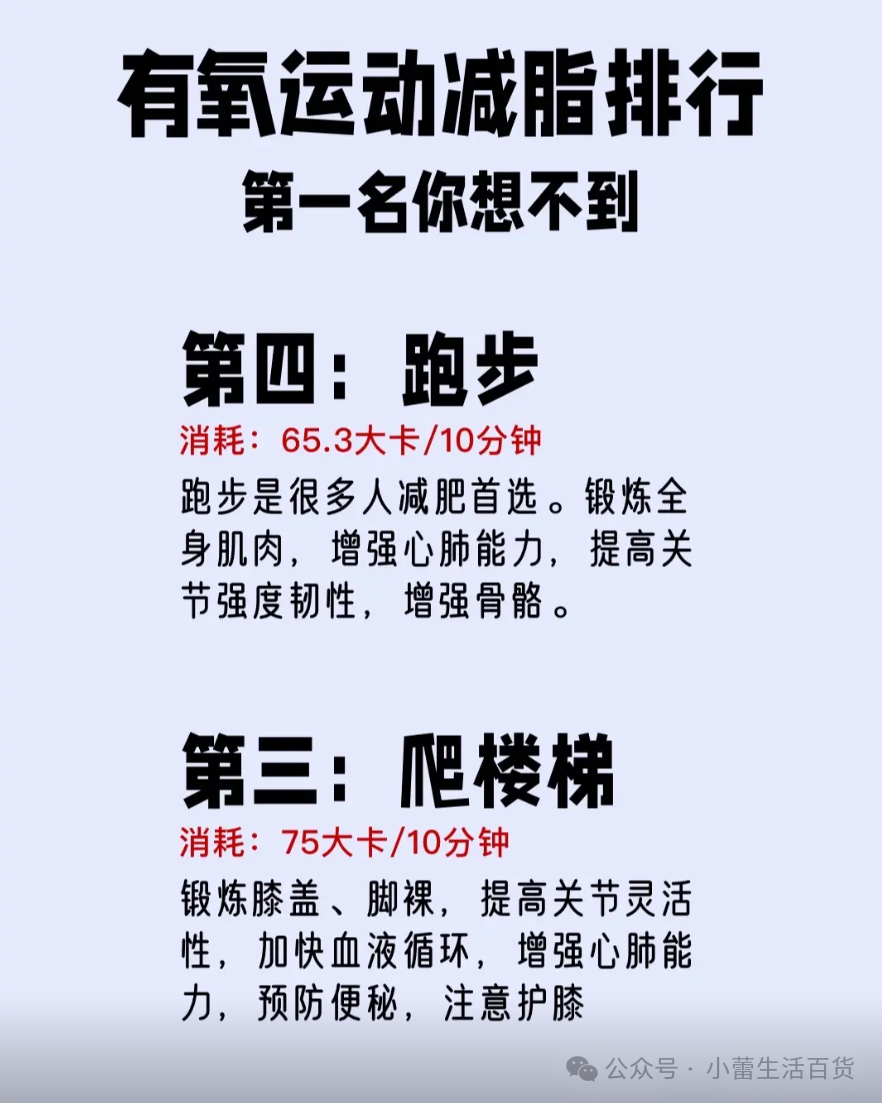 有氧运动减脂排行
第一名你想不到
第四：跑步
消耗：65.3大卡/10分钟
跑步是很多人减肥首选。锻炼全
身肌肉，增强心肺能力，提高关
节强度韧性，增强骨骼。
第三：爬楼梯
消耗：75大卡/10分钟
锻炼膝盖、脚裸，提高关节灵活
性，加快血液循环，增强心肺能
力，预防便秘，注意护膝
公众号·小蕾生活百货